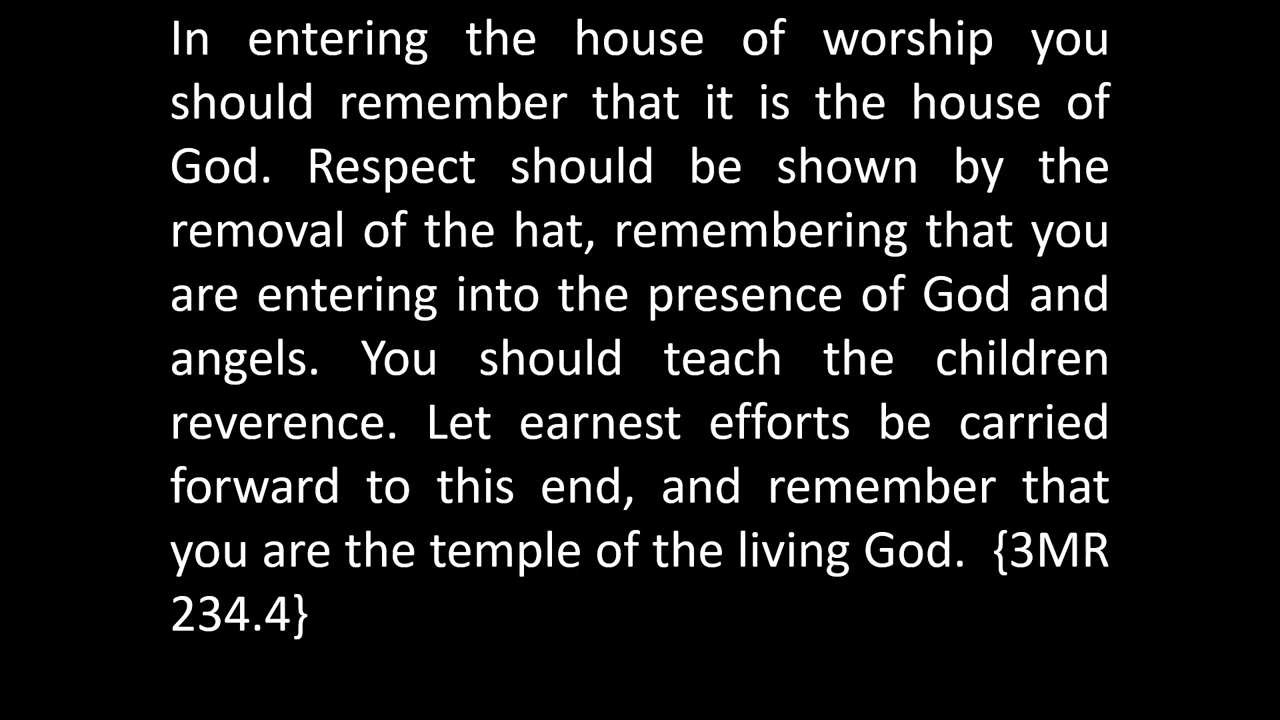 In entering the house of worship you
should remember that it is the house of
God. Respect should be shown by the
removal of the hat, remembering that you
are entering into the presence of God and
angels. You should teach the children
reverence. Let earnest efforts be carried
forward to this end, and remember that
you are the temple of the living God. {3MR
234.4}